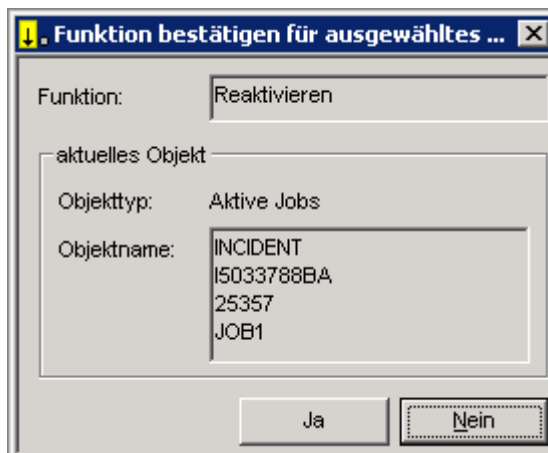 Funktion bestätigen für ausgewähltes ...
Funktion: Reaktivieren
aktuelles Objekt
Objekttyp: Aktive Jobs
Objektname: INCIDENT
I5033788BA
25357
JOB1
Ja Nein